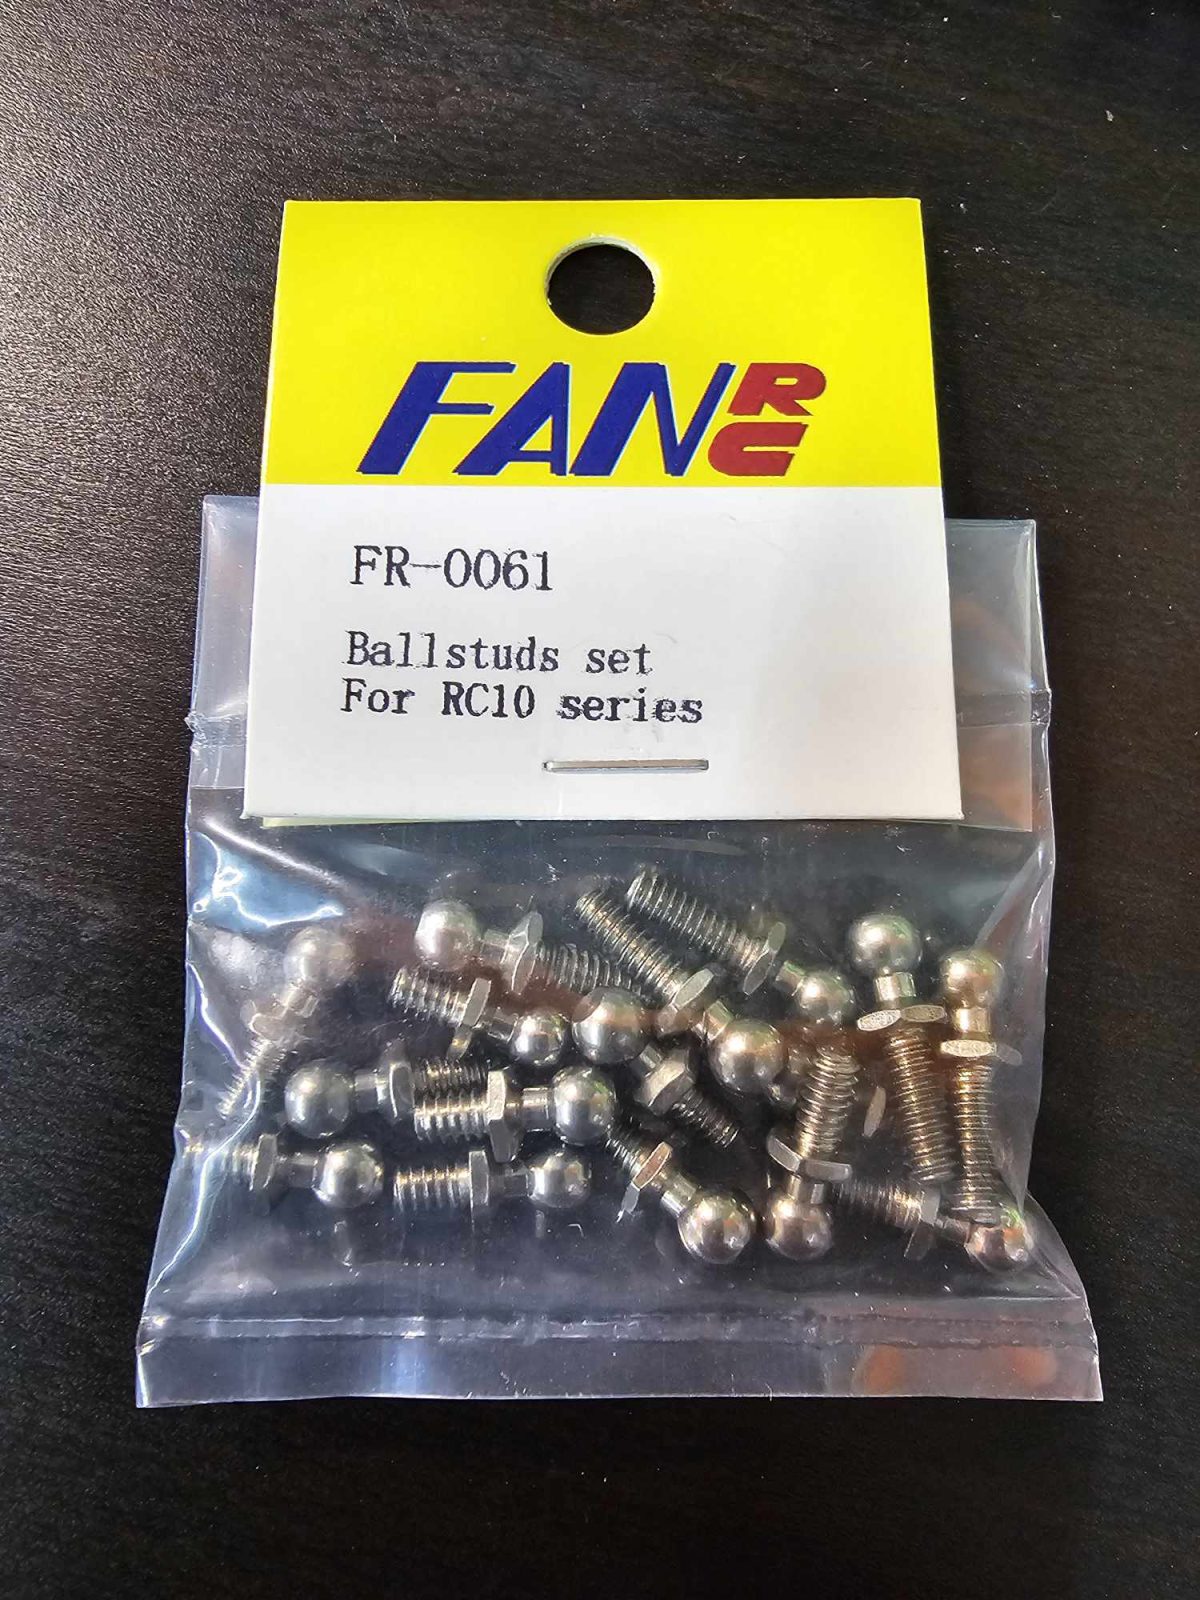 FAN RC
FR-0061
Ballstuds set
For RC10 series